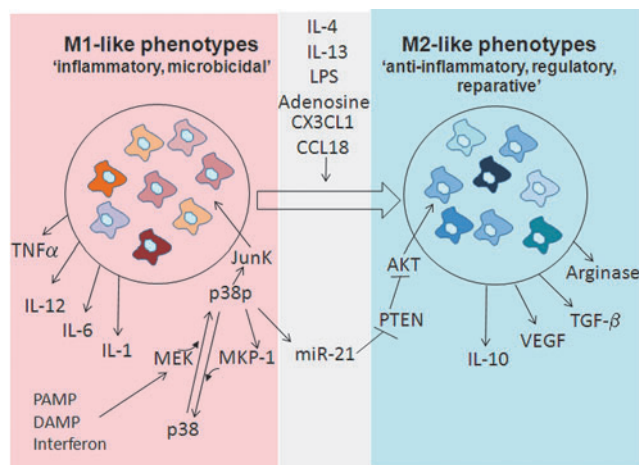 M1-like phenotypes
‘inflammatory, microbicidal’
TNFα
IL-12
IL-6
IL-1
JunK
p38p
MEK
MKP-1
p38
PAMP
DAMP
Interferon
IL-4
IL-13
LPS
Adenosine
CX3CL1
CCL18
miR-21
M2-like phenotypes
‘anti-inflammatory, regulatory,
reparative’
AKT
PTEN
IL-10
VEGF
TGF-β
Arginase